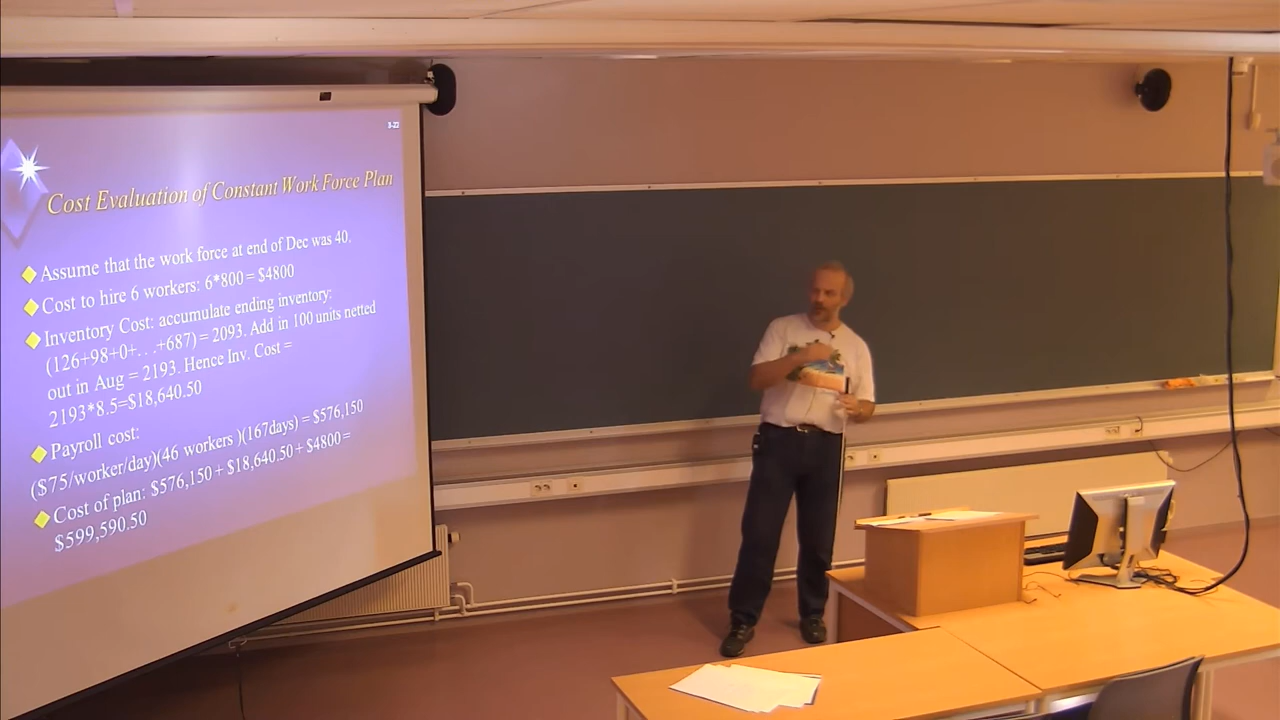 3-22
Cost Evaluation of Constant Work Force Plan
Assume that the work force at end of Dec was 40.
Cost to hire 6 workers: 6*800 = $4800
Inventory Cost: accumulate ending inventory:
(126+98+0+. . .+687) = 2093. Add in 100 units netted
out in Aug = 2193. Hence Inv. Cost =
2193*8.5=$18,640.50
Payroll cost:
($75/worker/day)(46 workers )(167days) = $576,150
Cost of plan: $576,150 + $18,640.50 + $4800 =
$599,590.50